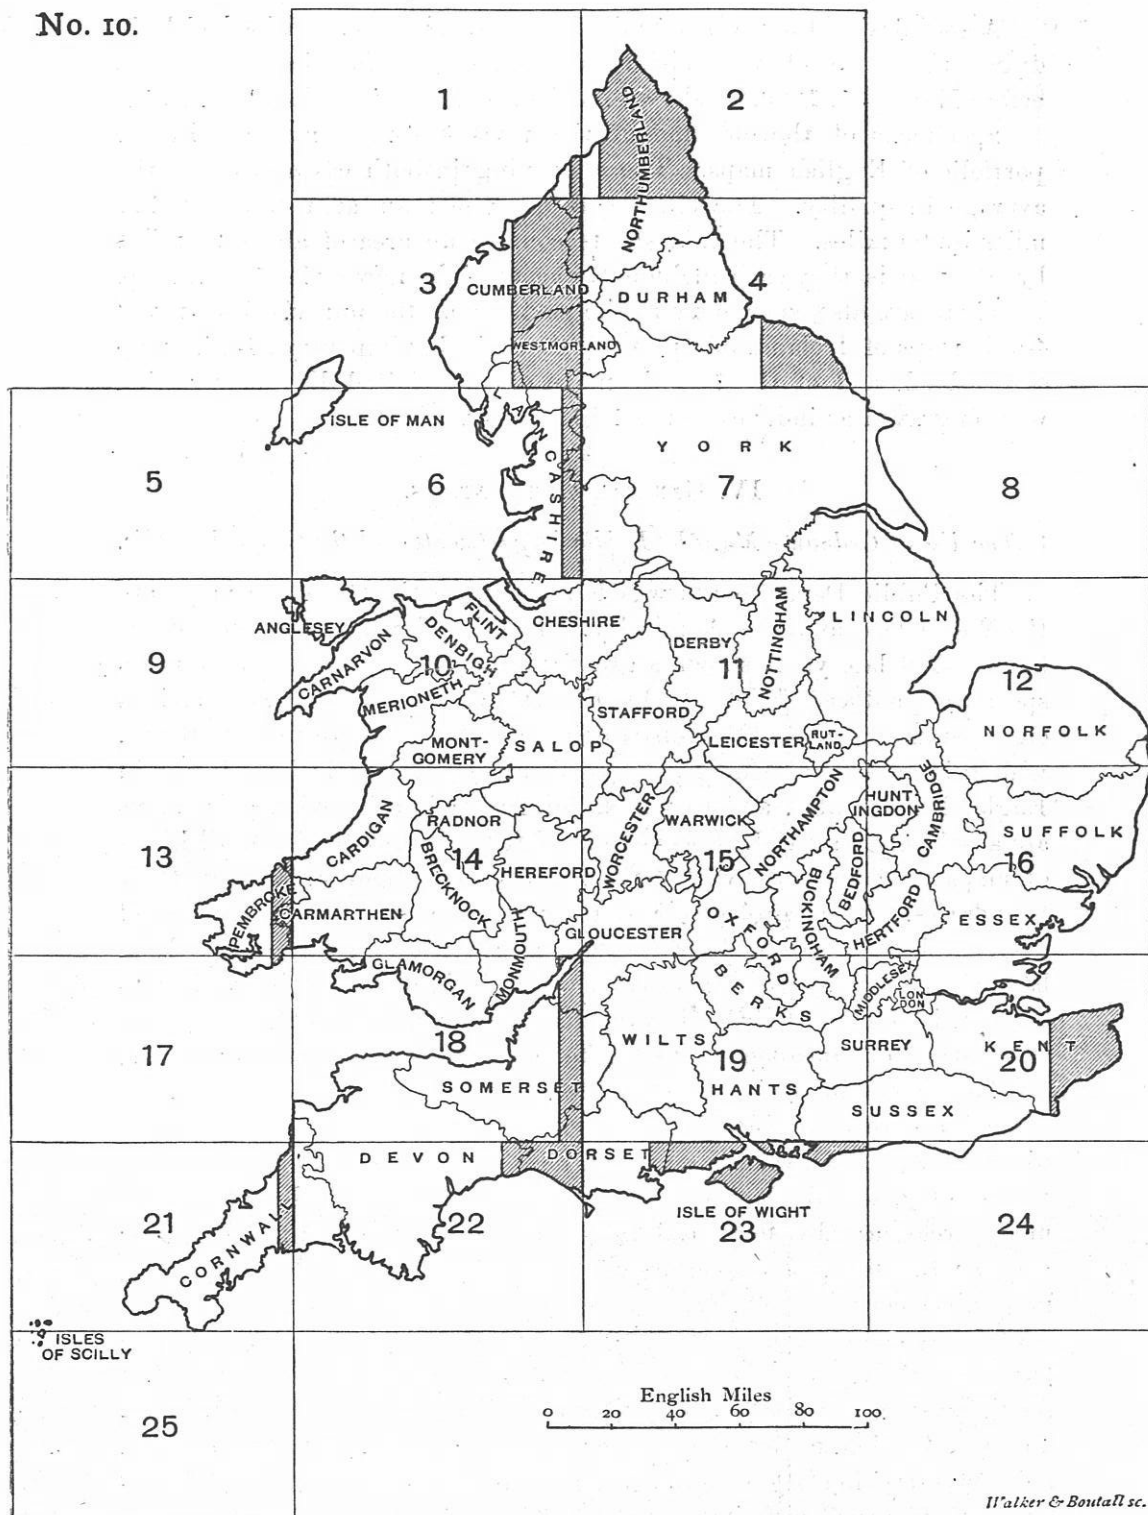 No. 10.
1
2
NORTHUMBERLAND
3
CUMBERLAND
DURHAM
4
WESTMORLAND
ISLE OF MAN
LANCASHIRE
YORK
5
6
7
8
ANGLESEY
FLINT
CHESHIRE
DERBY
NOTTINGHAM
LINCOLN
CARNARVON
DENBIGH
9
10
11
12
MERIONETH
STAFFORD
NORFOLK
MONT-
GOMERY
SALOP
LEICESTER
RUT-
LAND
CARDIGAN
RADNOR
WORCESTER
WARWICK
NORTHAMPTON
HUNT
INGDON
CAMBRIDGE
SUFFOLK
13
14
15
16
BRECKNOCK
HEREFORD
BEDFORD
BUCKINGHAM
PEMBROKE
CARMARTHEN
MONMOUTH
GLOUCESTER
OXFORD
HERTFORD
ESSEX
GLAMORGAN
BERKS
MIDDLESEX
LON
DON
17
18
WILTS
19
SURREY
KENT
20
SOMERSET
HANTS
SUSSEX
DEVON
DORSET
21
22
ISLE OF WIGHT
23
24
CORNWALL
ISLES
OF SCILLY
English Miles
0 20 40 60 80 100
25
Walker & Boutall sc.